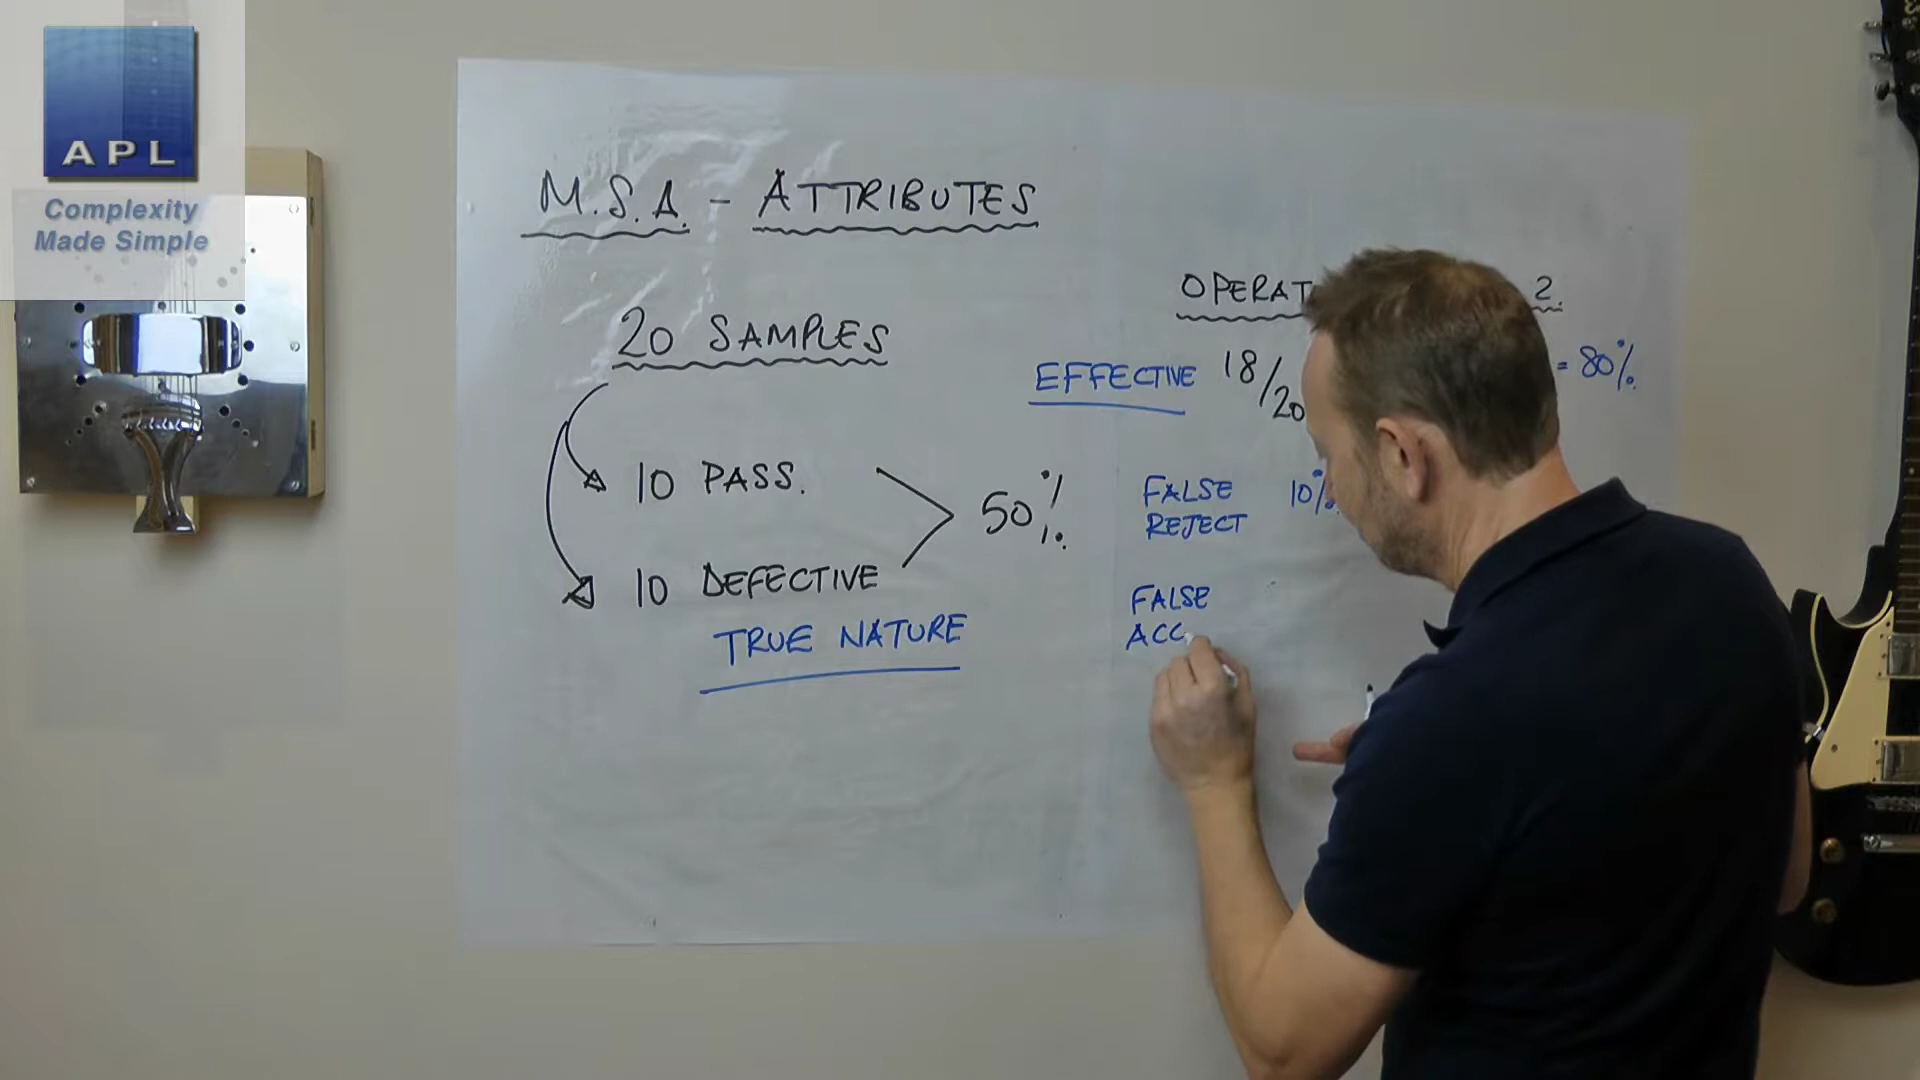 APL
Complexity
Made Simple
M.S.A. - ATTRIBUTES
20 SAMPLES
10 PASS.
10 DEFECTIVE
50%
TRUE NATURE
2.
EFFECTIVE 18/20 = 80%
FALSE 10%
REJECT
FALSE
ACC